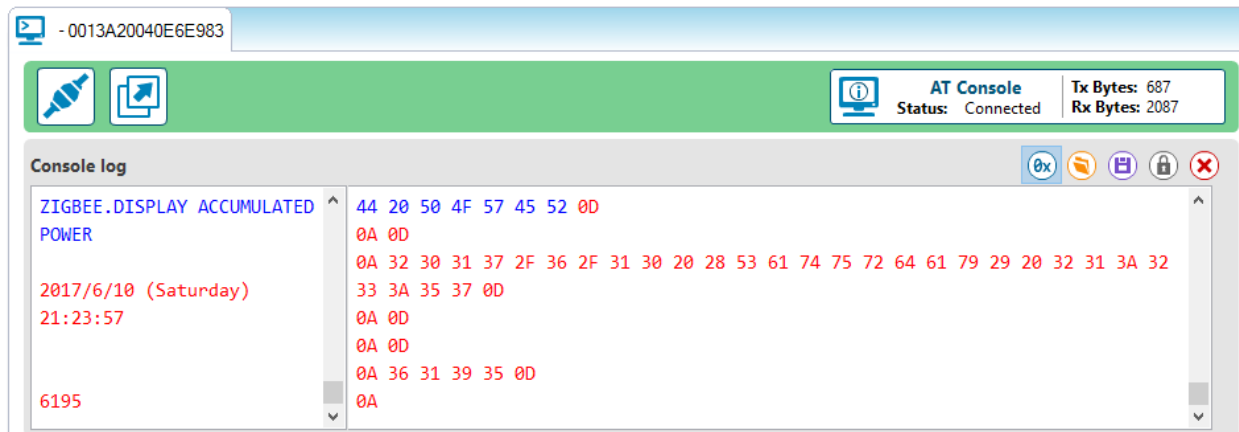 - 0013A20040E6E983
AT Console
Status: Connected
Tx Bytes: 687
Rx Bytes: 2087
Console log
0x
ZIGBEE.DISPLAY ACCUMULATED
POWER
2017/6/10 (Saturday)
21:23:57
6195
44 20 50 4F 57 45 52 0D
0A 0D
0A 32 30 31 37 2F 36 2F 31 30 20 28 53 61 74 75 72 64 61 79 29 20 32 31 3A 32
33 3A 35 37 0D
0A 0D
0A 0D
0A 36 31 39 35 0D
0A